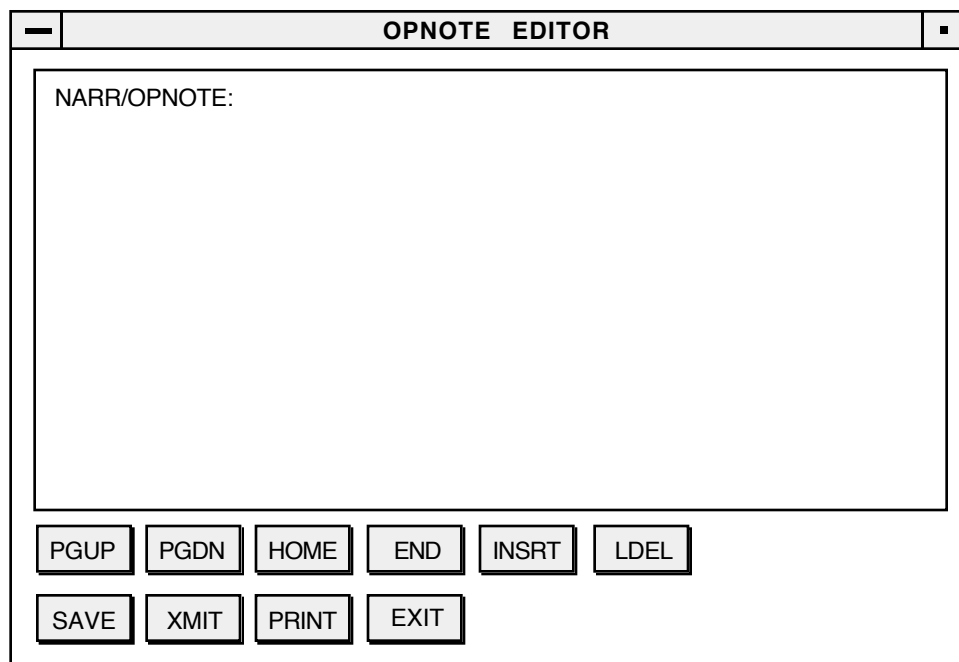 OPNOTE EDITOR
NARR/OPNOTE:
PGUP PGDN HOME END INSRT LDEL
SAVE XMIT PRINT EXIT